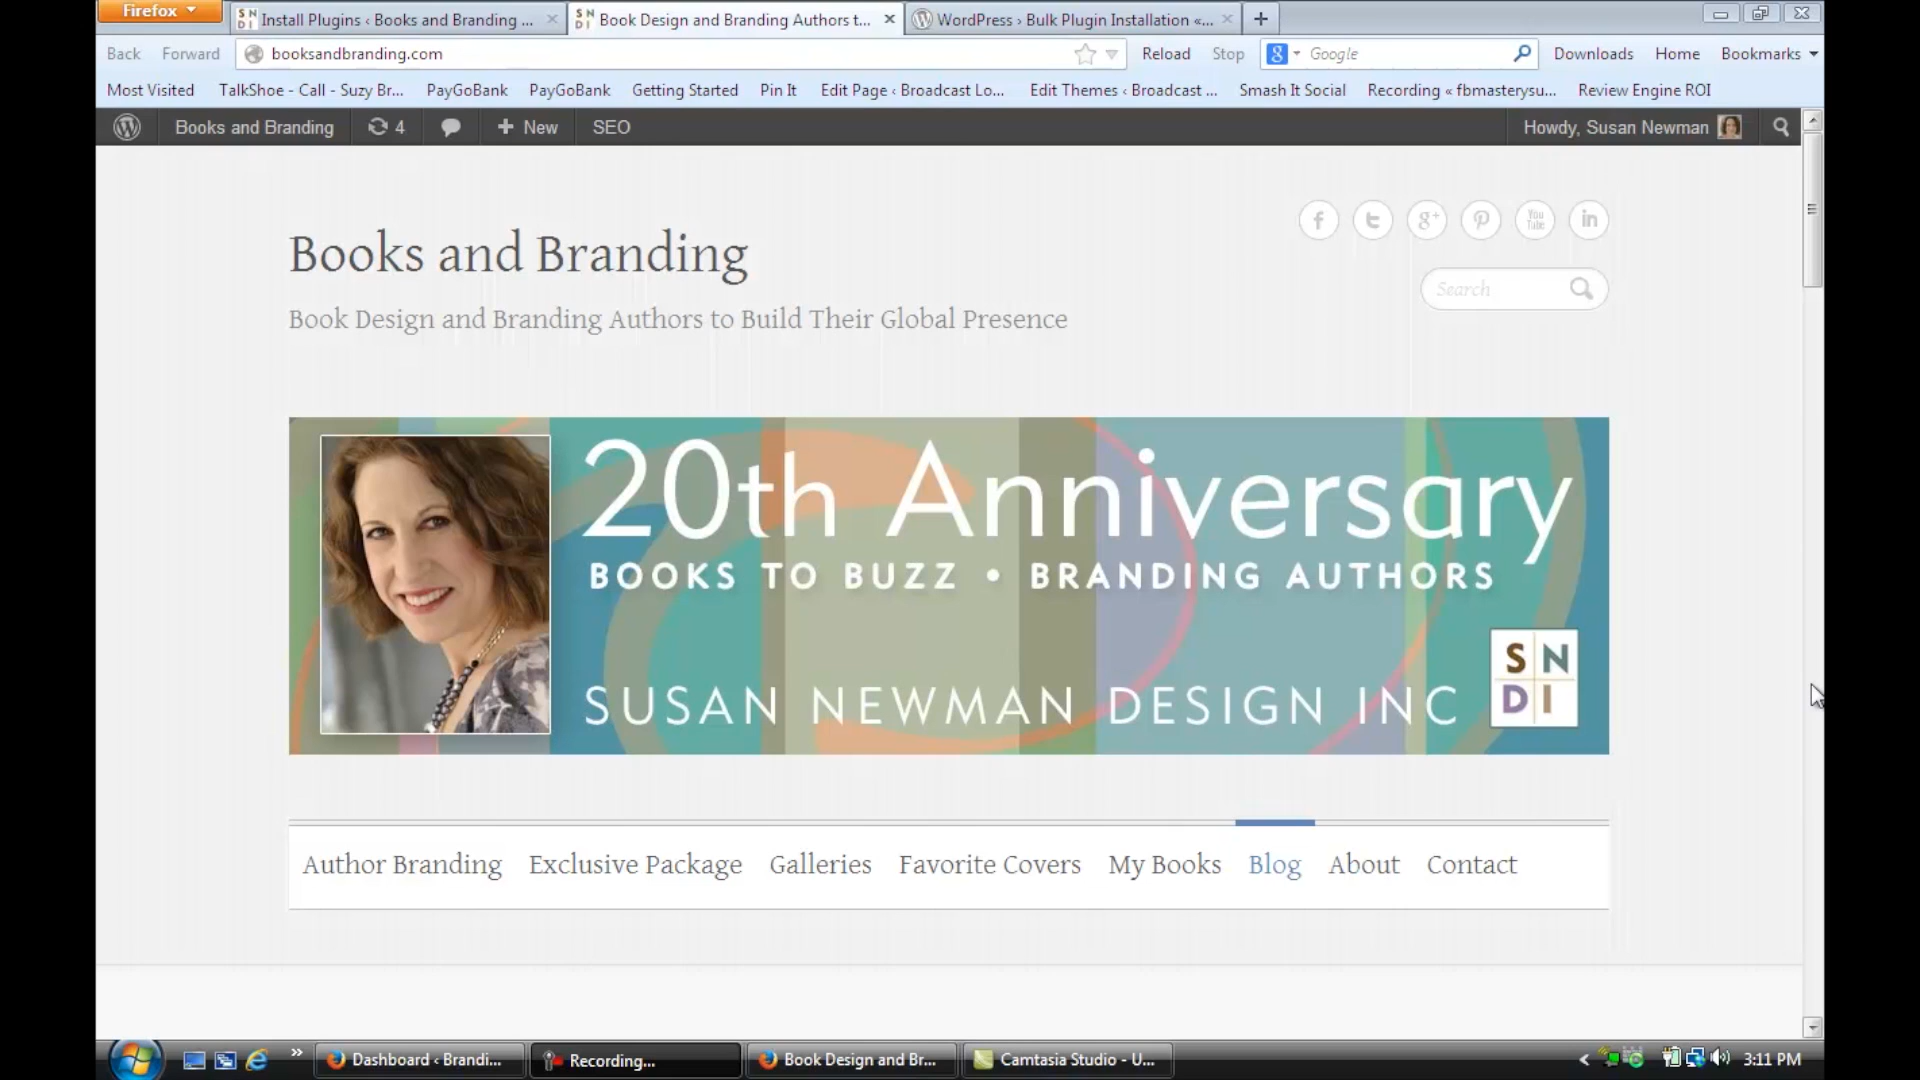 Firefox
Install Plugins ‹ Books and Branding ...
Book Design and Branding Authors t...
WordPress › Bulk Plugin Installation «...
Back Forward booksandbranding.com Reload Stop Google Downloads Home Bookmarks
Most Visited TalkShoe - Call - Suzy Br... PayGoBank PayGoBank Getting Started Pin It Edit Page ‹ Broadcast Lo... Edit Themes ‹ Broadcast ... Smash It Social Recording « fbmasterysu... Review Engine ROI
Books and Branding 4 + New SEO Howdy, Susan Newman
You
Tube
Books and Branding
Search
Book Design and Branding Authors to Build Their Global Presence
20th Anniversary
BOOKS TO BUZZ • BRANDING AUTHORS
SUSAN NEWMAN DESIGN INC
S N
D I
Author Branding Exclusive Package Galleries Favorite Covers My Books Blog About Contact
Dashboard ‹ Brandi... Recording... Book Design and Br... Camtasia Studio - U... 3:11 PM